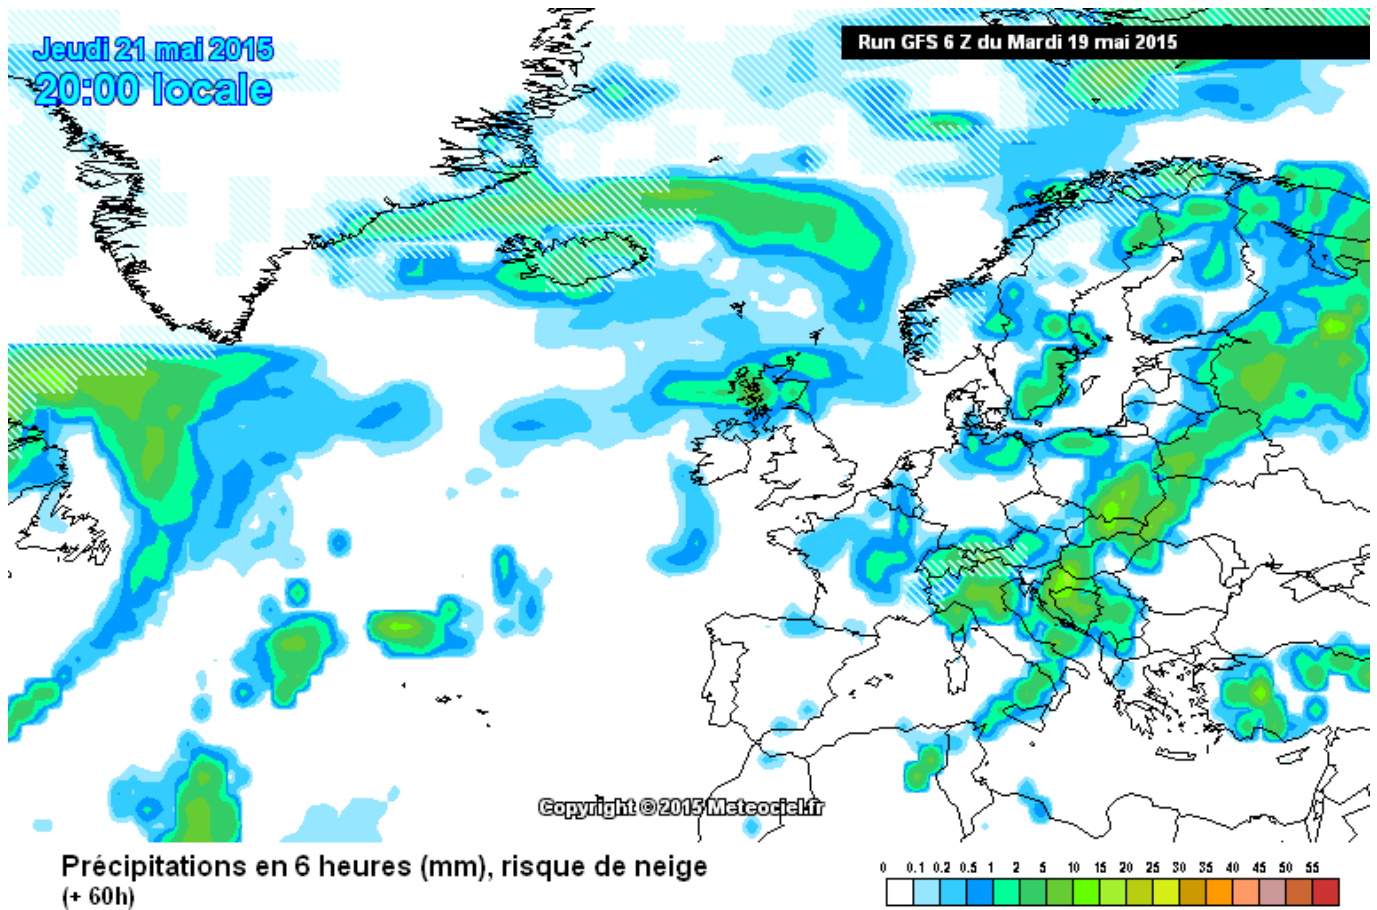 Jeudi 21 mai 2015
20:00 locale
Run GFS 6 Z du Mardi 19 mai 2015
Copyright © 2015 Meteociel.fr
Précipitations en 6 heures (mm), risque de neige
(+ 60h)
0 0.1 0.2 0.5 1 2 5 10 15 20 25 30 35 40 45 50 55